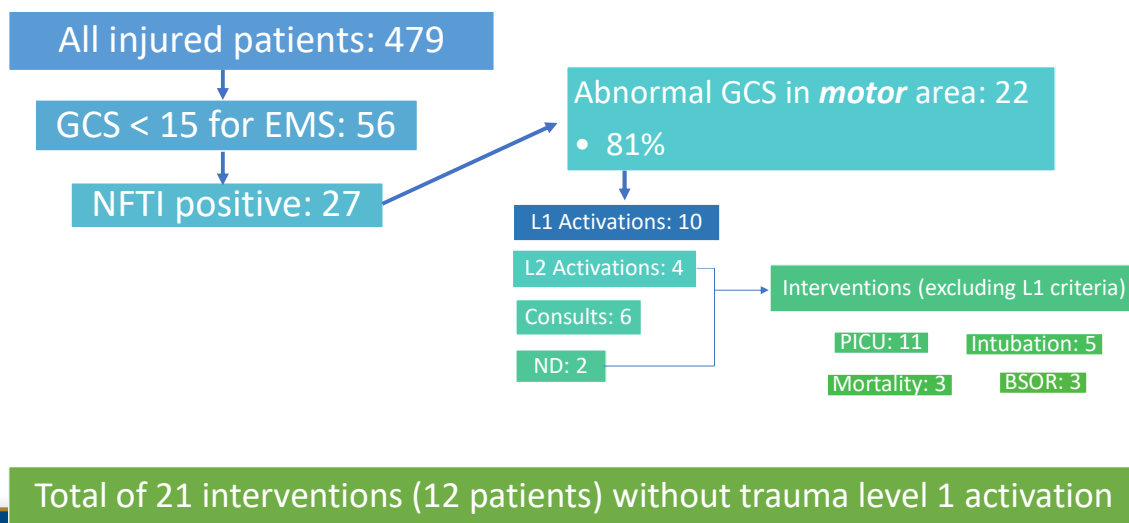 All injured patients: 479
GCS < 15 for EMS: 56
NFTI positive: 27
Abnormal GCS in motor area: 22
• 81%
L1 Activations: 10
L2 Activations: 4
Consults: 6
ND: 2
Interventions (excluding L1 criteria)
PICU: 11
Intubation: 5
Mortality: 3
BSOR: 3
Total of 21 interventions (12 patients) without trauma level 1 activation